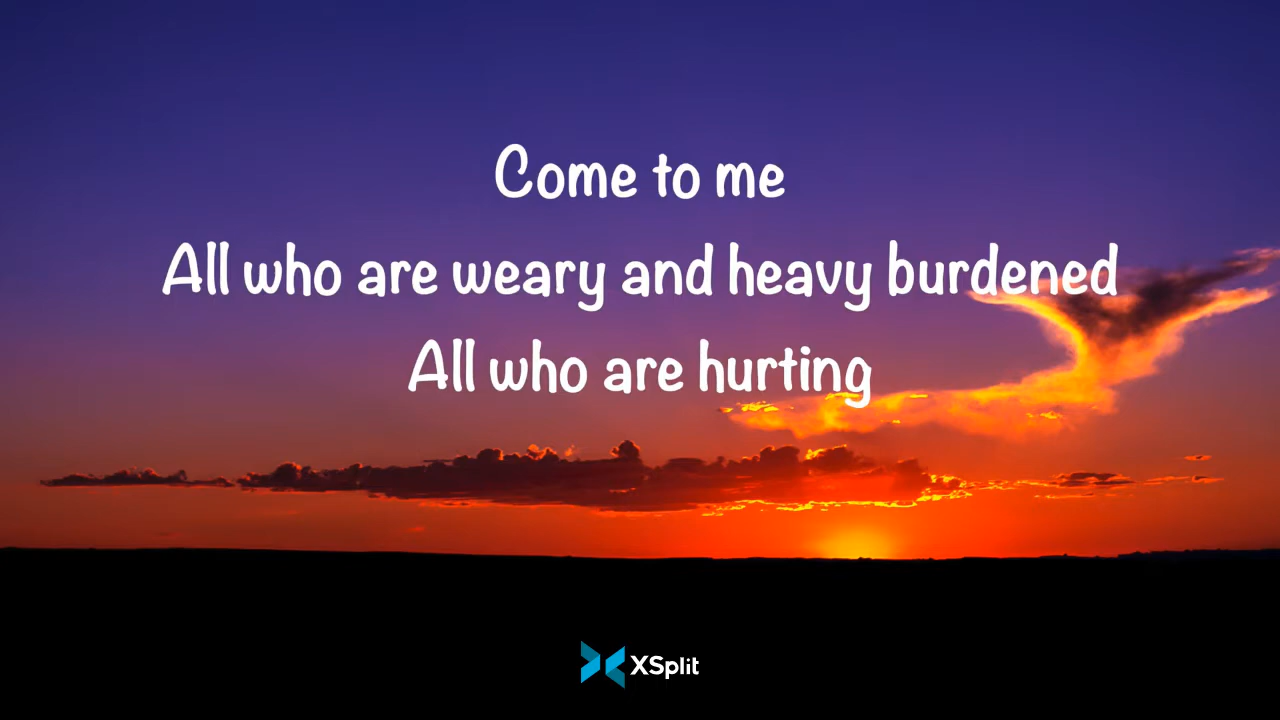 Come to me
All who are weary and heavy burdened
All who are hurting
XSplit